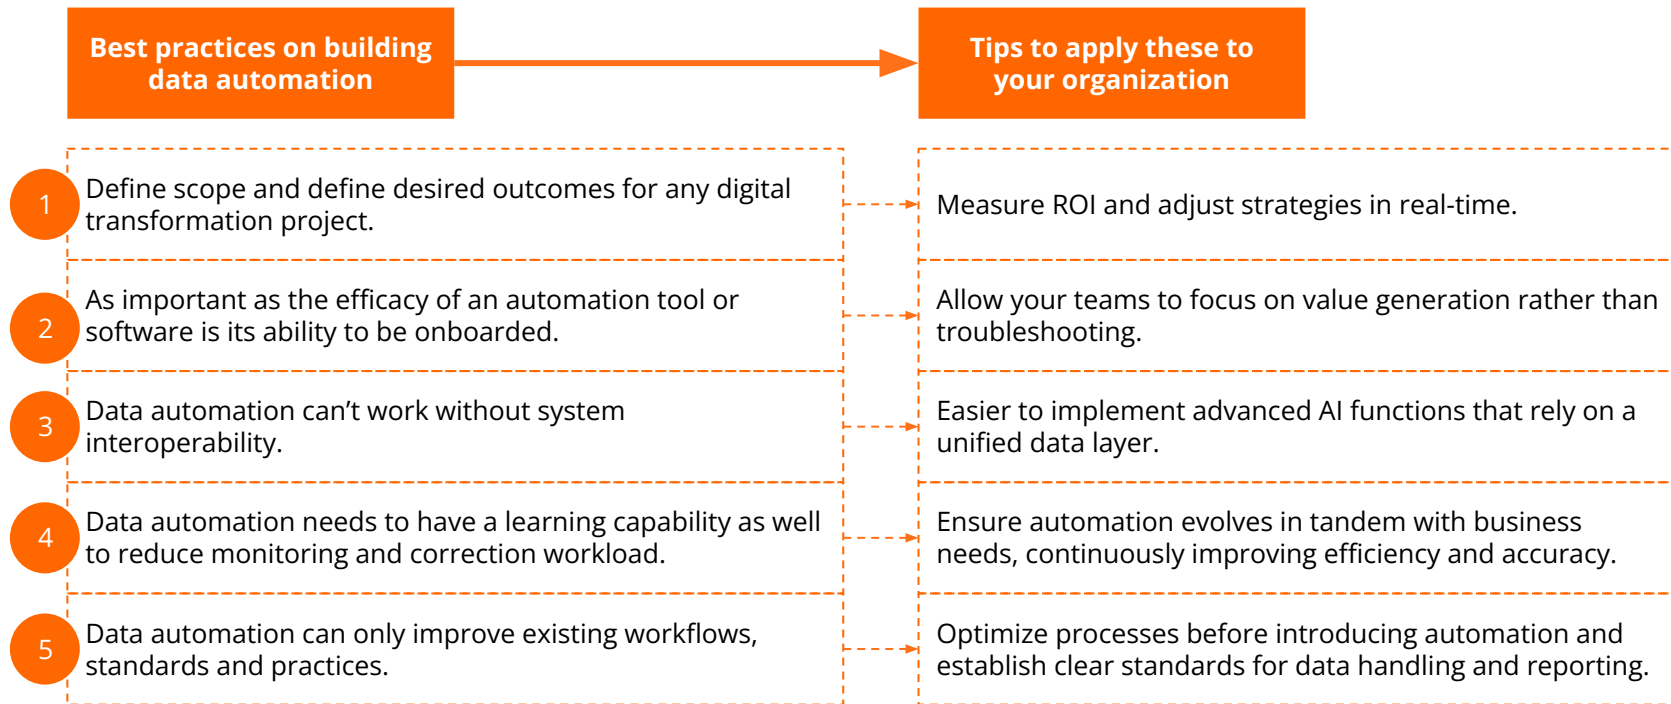 Best practices on building
data automation
Tips to apply these to
your organization
1
Define scope and define desired outcomes for any digital
transformation project.
Measure ROI and adjust strategies in real-time.
2
As important as the efficacy of an automation tool or
software is its ability to be onboarded.
Allow your teams to focus on value generation rather than
troubleshooting.
3
Data automation can’t work without system
interoperability.
Easier to implement advanced AI functions that rely on a
unified data layer.
4
Data automation needs to have a learning capability as well
to reduce monitoring and correction workload.
Ensure automation evolves in tandem with business
needs, continuously improving efficiency and accuracy.
5
Data automation can only improve existing workflows,
standards and practices.
Optimize processes before introducing automation and
establish clear standards for data handling and reporting.